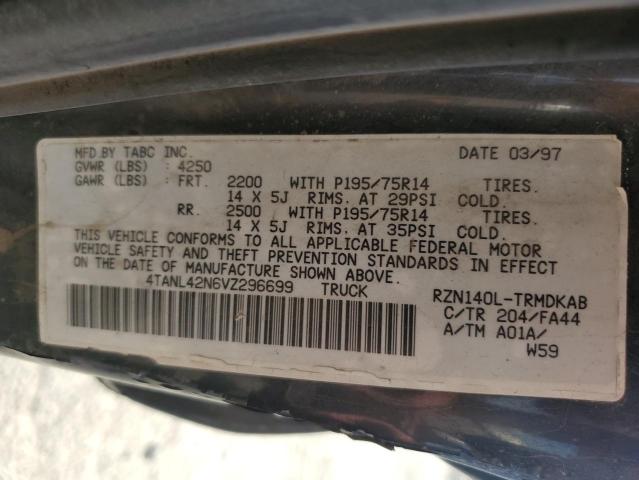 MFD.BY TABC INC. DATE 03/97
GVWR (LBS) : 4250
GAWR (LBS) : FRT. 2200 WITH P195/75R14 TIRES.
14 X 5J RIMS. AT 29PSI COLD.
RR. 2500 WITH P195/75R14 TIRES.
14 X 5J RIMS. AT 35PSI COLD.
THIS VEHICLE CONFORMS TO ALL APPLICABLE FEDERAL MOTOR
VEHICLE SAFETY AND THEFT PREVENTION STANDARDS IN EFFECT
ON THE DATE OF MANUFACTURE SHOWN ABOVE.
4TANL42N6VZ296699 TRUCK RZN140L-TRMDKAB
C/TR 204/FA44
A/TM A01A/
W59